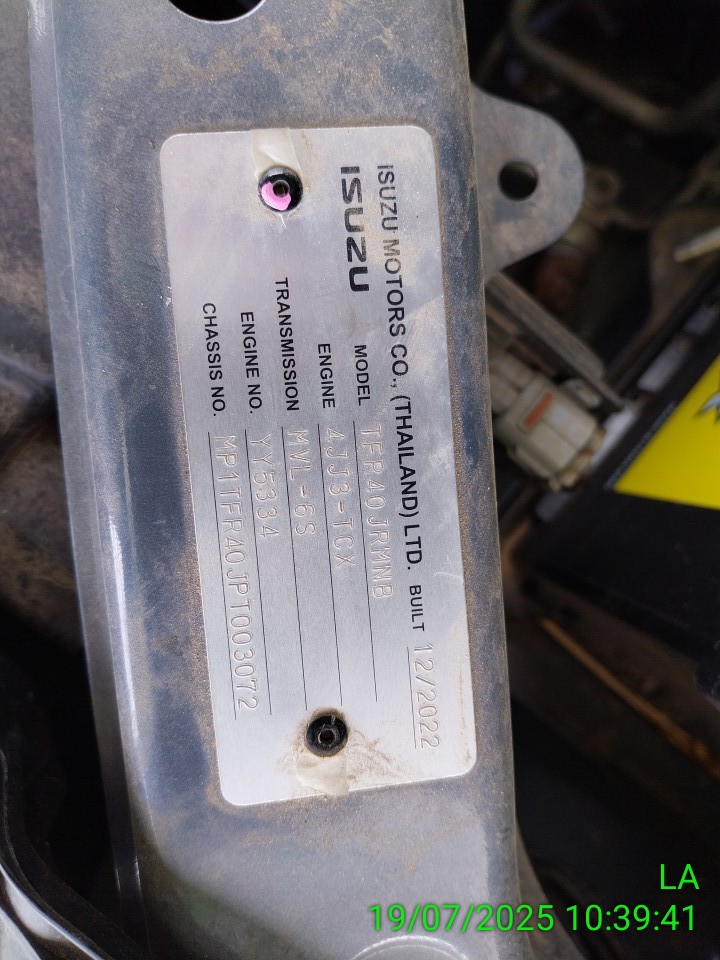 ISUZU
ISUZU MOTORS CO., (THAILAND) LTD. BUILT 12/2022
MODEL TFR40JRMNB
ENGINE 4JJ3-TCX
TRANSMISSION MVL-6S
ENGINE NO. YY5334
CHASSIS NO. MP1TFR40JPT003072
LA
19/07/2025 10:39:41